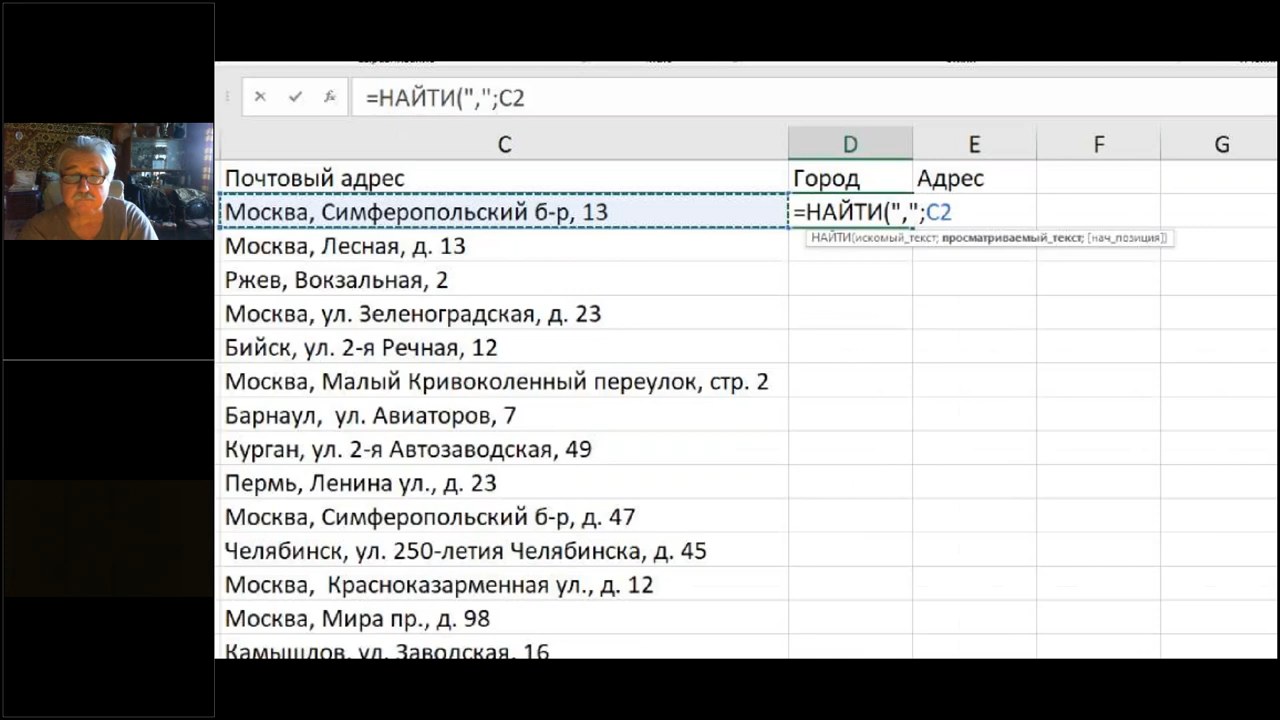 =НАЙТИ(",";C2
C D E F G
Почтовый адрес Город Адрес
Москва, Симферопольский б-р, 13 =НАЙТИ(",";C2
НАЙТИ(искомый_текст; просматриваемый_текст; [нач_позиция])
Москва, Лесная, д. 13
Ржев, Вокзальная, 2
Москва, ул. Зеленоградская, д. 23
Бийск, ул. 2-я Речная, 12
Москва, Малый Кривоколенный переулок, стр. 2
Барнаул,  ул. Авиаторов, 7
Курган, ул. 2-я Автозаводская, 49
Пермь, Ленина ул., д. 23
Москва, Симферопольский б-р, д. 47
Челябинск, ул. 250-летия Челябинска, д. 45
Москва,  Красноказарменная ул., д. 12
Москва, Мира пр., д. 98
Камышлов, ул. Заводская, 16